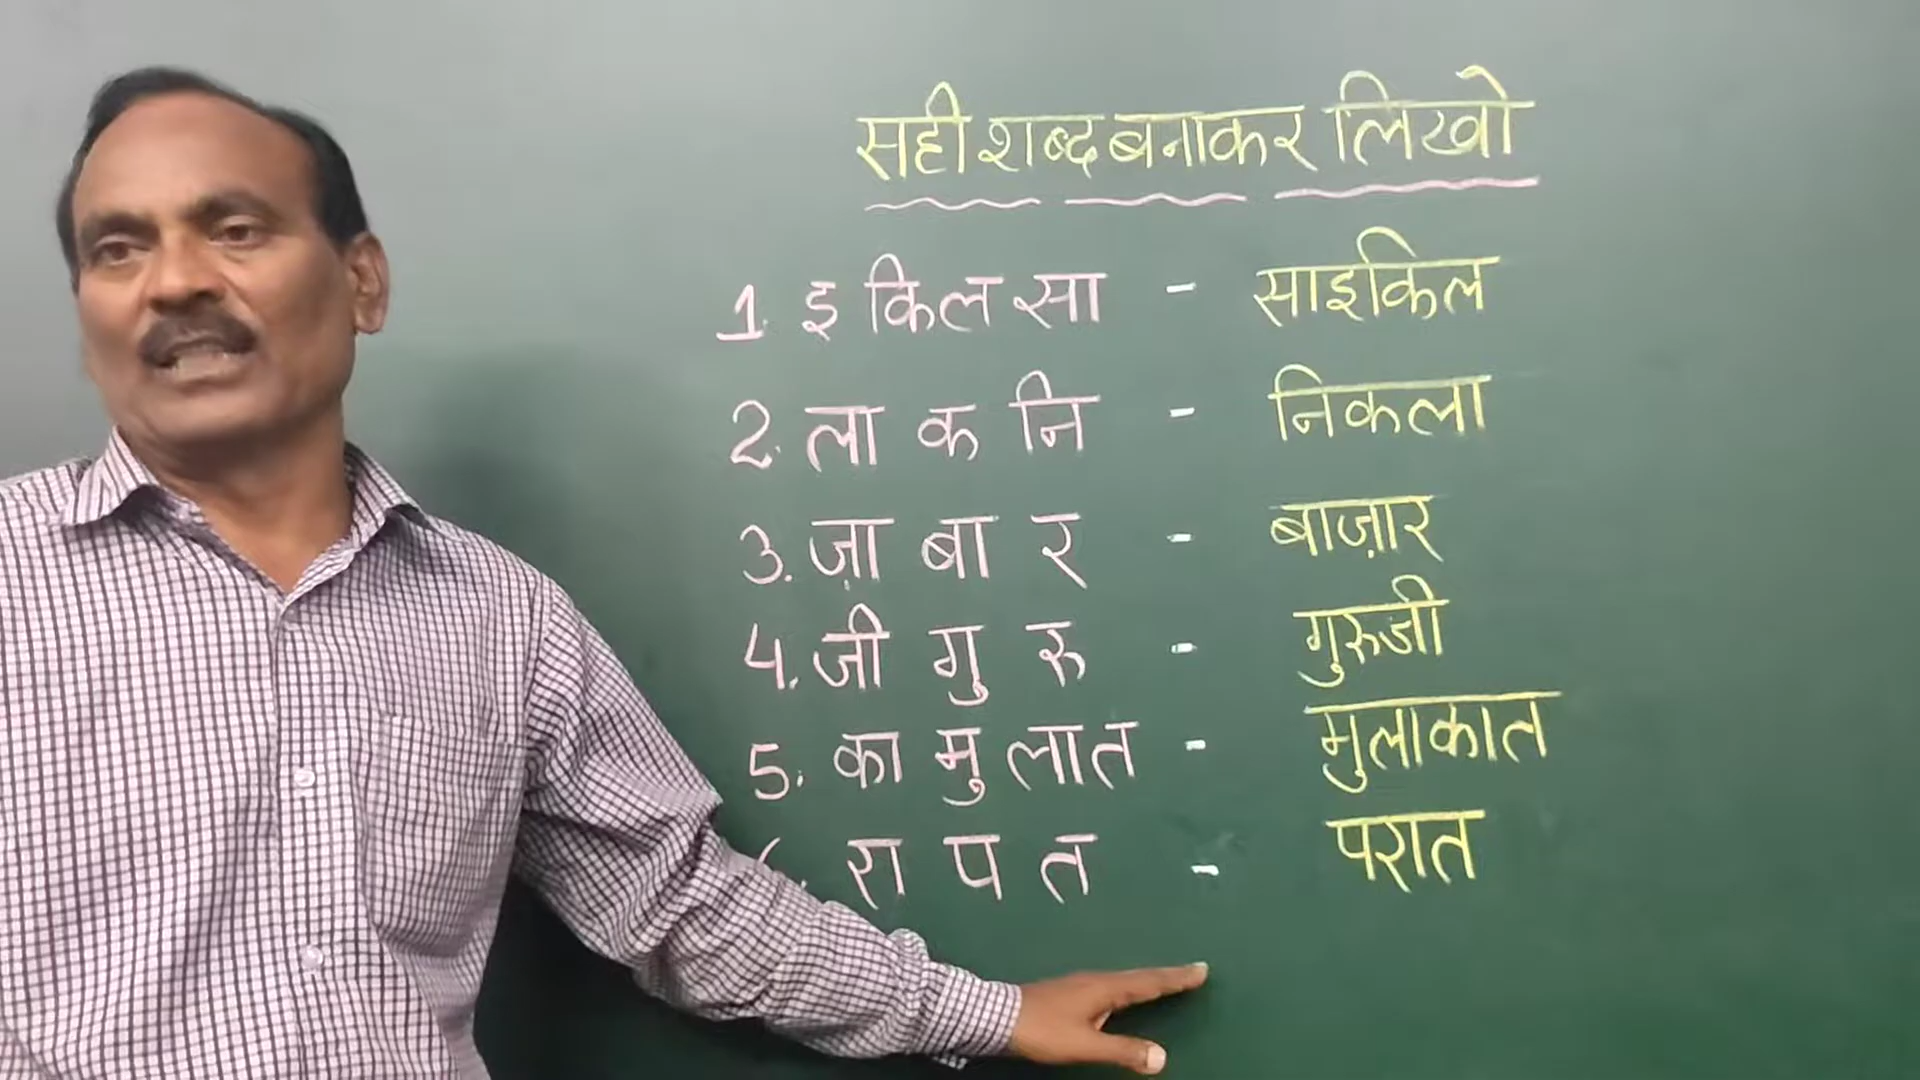 सही शब्द बनाकर लिखो
1. इ कि ल सा - साइकिल
2. ला क नि - निकला
3. ज़ा बा र - बाज़ार
4. जी गु रु - गुरुजी
5. का मु ला त - मुलाकात
रा प त - परात